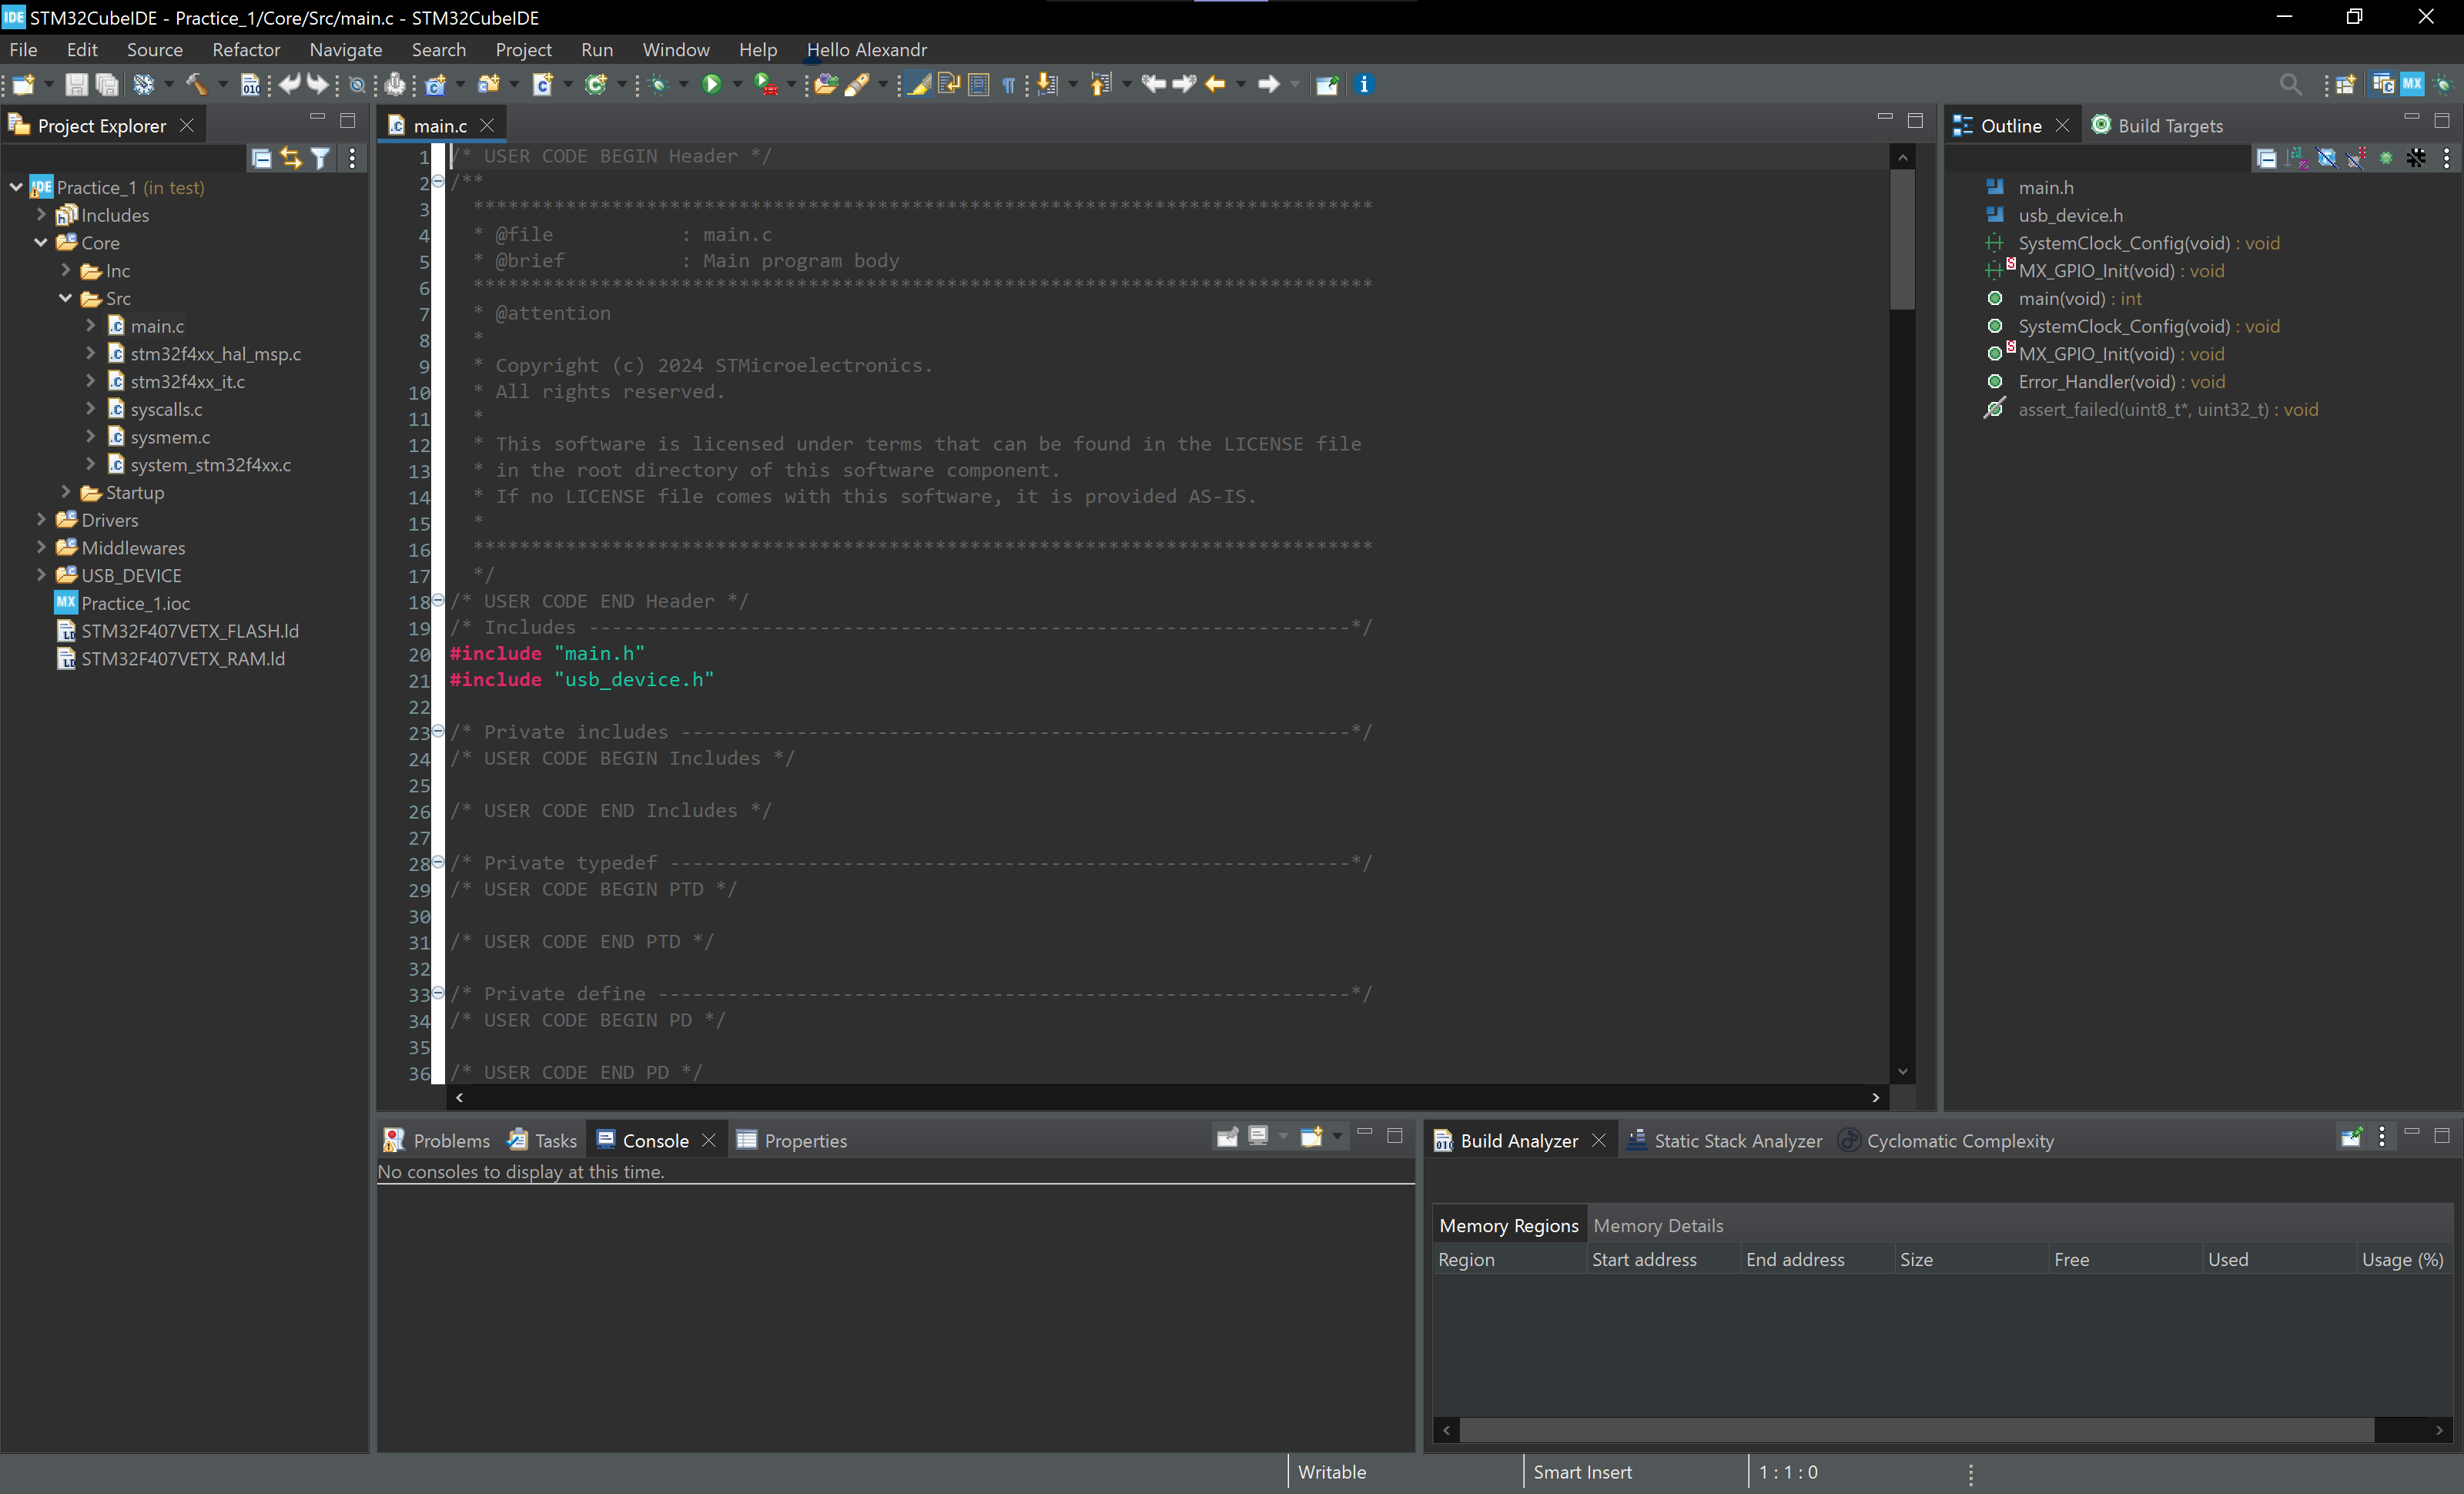 IDE STM32CubeIDE - Practice_1/Core/Src/main.c - STM32CubeIDE
File Edit Source Refactor Navigate Search Project Run Window Help Hello Alexandr
Project Explorer
Practice_1 (in test)
Includes
Core
Inc
Src
main.c
stm32f4xx_hal_msp.c
stm32f4xx_it.c
syscalls.c
sysmem.c
system_stm32f4xx.c
Startup
Drivers
Middlewares
USB_DEVICE
MX Practice_1.ioc
STM32F407VETX_FLASH.ld
STM32F407VETX_RAM.ld
main.c
1 /* USER CODE BEGIN Header */
2 /**
3 ******************************************************************************
4 * @file : main.c
5 * @brief : Main program body
6 ******************************************************************************
7 * @attention
8 *
9 * Copyright (c) 2024 STMicroelectronics.
10 * All rights reserved.
11 *
12 * This software is licensed under terms that can be found in the LICENSE file
13 * in the root directory of this software component.
14 * If no LICENSE file comes with this software, it is provided AS-IS.
15 *
16 ******************************************************************************
17 */
18 /* USER CODE END Header */
19 /* Includes ------------------------------------------------------------------*/
20 #include "main.h"
21 #include "usb_device.h"
22
23 /* Private includes ----------------------------------------------------------*/
24 /* USER CODE BEGIN Includes */
25
26 /* USER CODE END Includes */
27
28 /* Private typedef -----------------------------------------------------------*/
29 /* USER CODE BEGIN PTD */
30
31 /* USER CODE END PTD */
32
33 /* Private define ------------------------------------------------------------*/
34 /* USER CODE BEGIN PD */
35
36 /* USER CODE END PD */
Outline Build Targets
main.h
usb_device.h
SystemClock_Config(void) : void
MX_GPIO_Init(void) : void
main(void) : int
SystemClock_Config(void) : void
MX_GPIO_Init(void) : void
Error_Handler(void) : void
assert_failed(uint8_t*, uint32_t) : void
Problems Tasks Console Properties
No consoles to display at this time.
Build Analyzer Static Stack Analyzer Cyclomatic Complexity
Memory Regions Memory Details
Region Start address End address Size Free Used Usage (%)
Writable Smart Insert 1 : 1 : 0